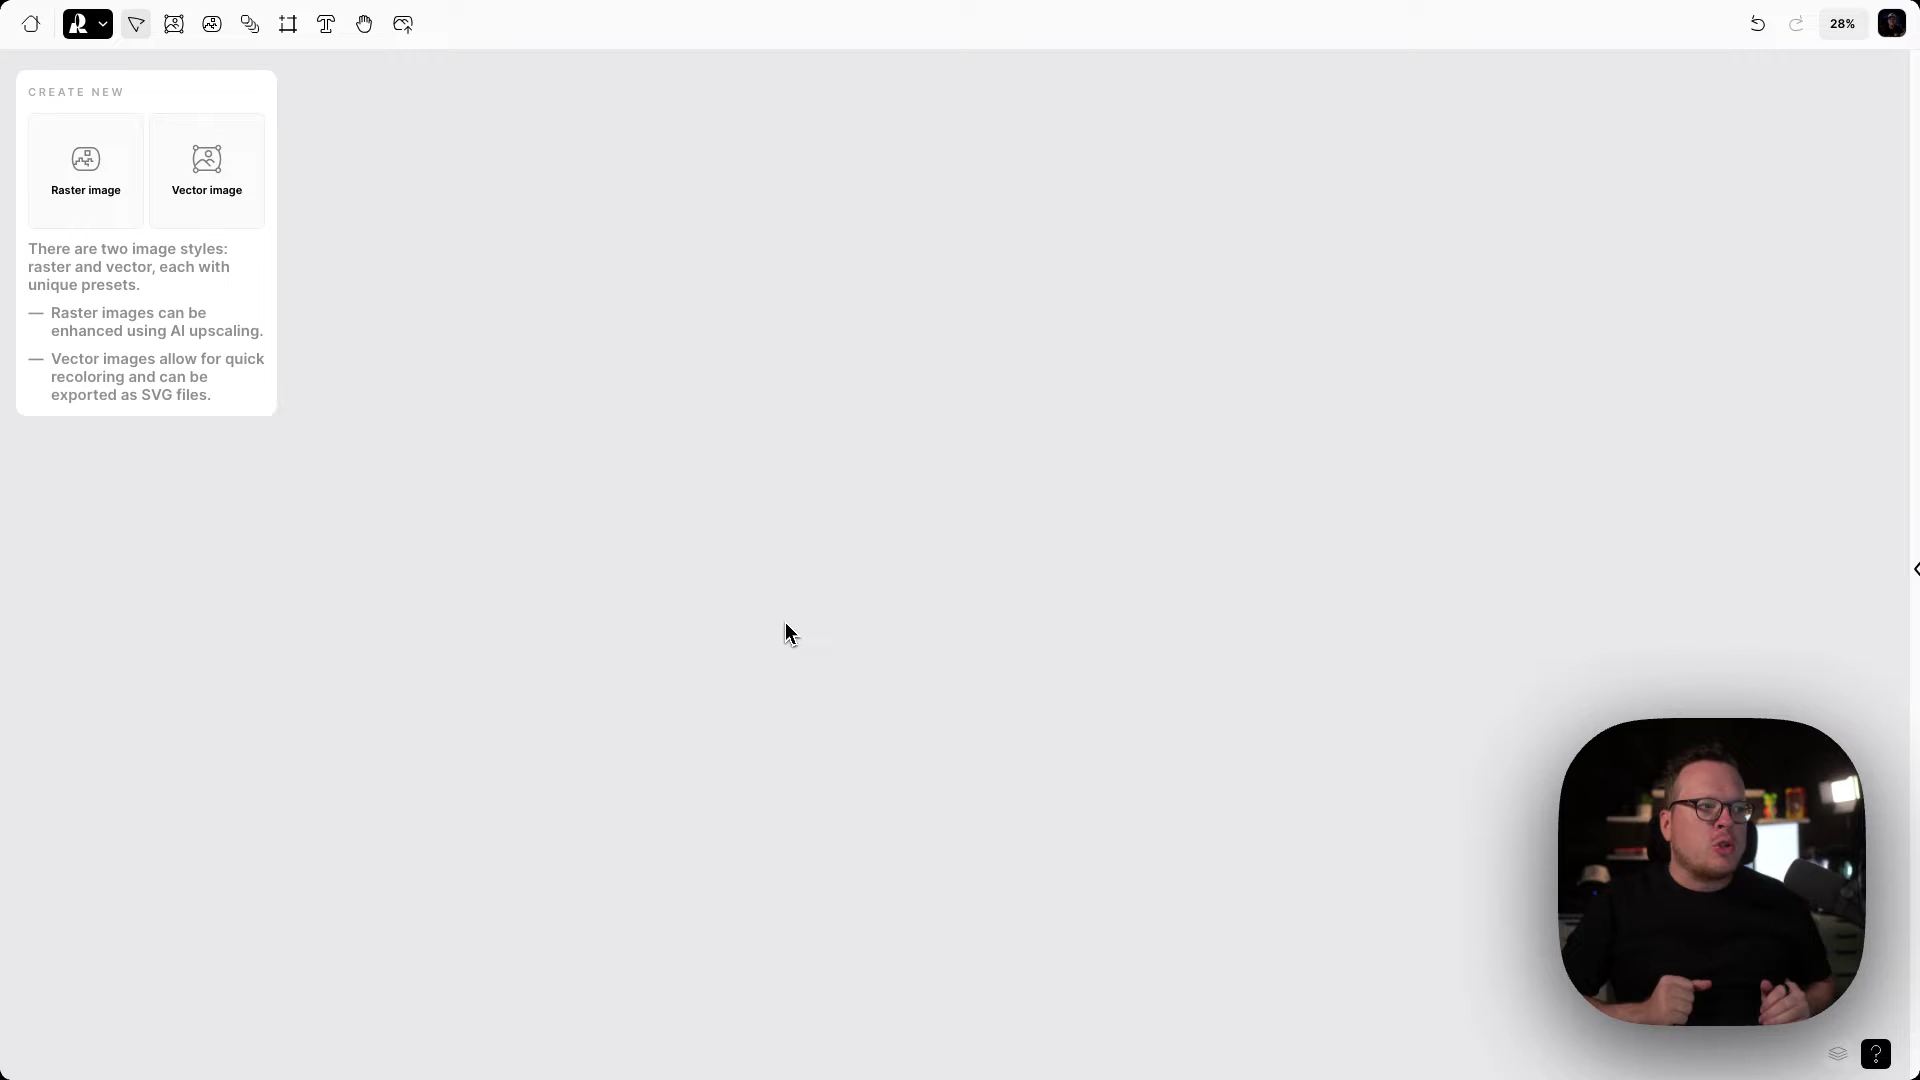 28%
CREATE NEW
Raster image
Vector image
There are two image styles:
raster and vector, each with
unique presets.
— Raster images can be
enhanced using AI upscaling.
— Vector images allow for quick
recoloring and can be
exported as SVG files.
?